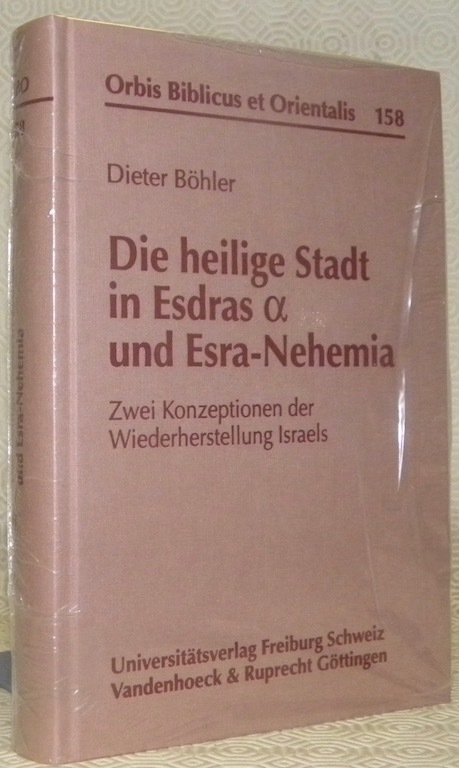 Orbis Biblicus et Orientalis 158
Dieter Böhler
Die heilige Stadt
in Esdras α
und Esra-Nehemia
Zwei Konzeptionen der
Wiederherstellung Israels
Universitätsverlag Freiburg Schweiz
Vandenhoeck & Ruprecht Göttingen
und Esra-Nehemia